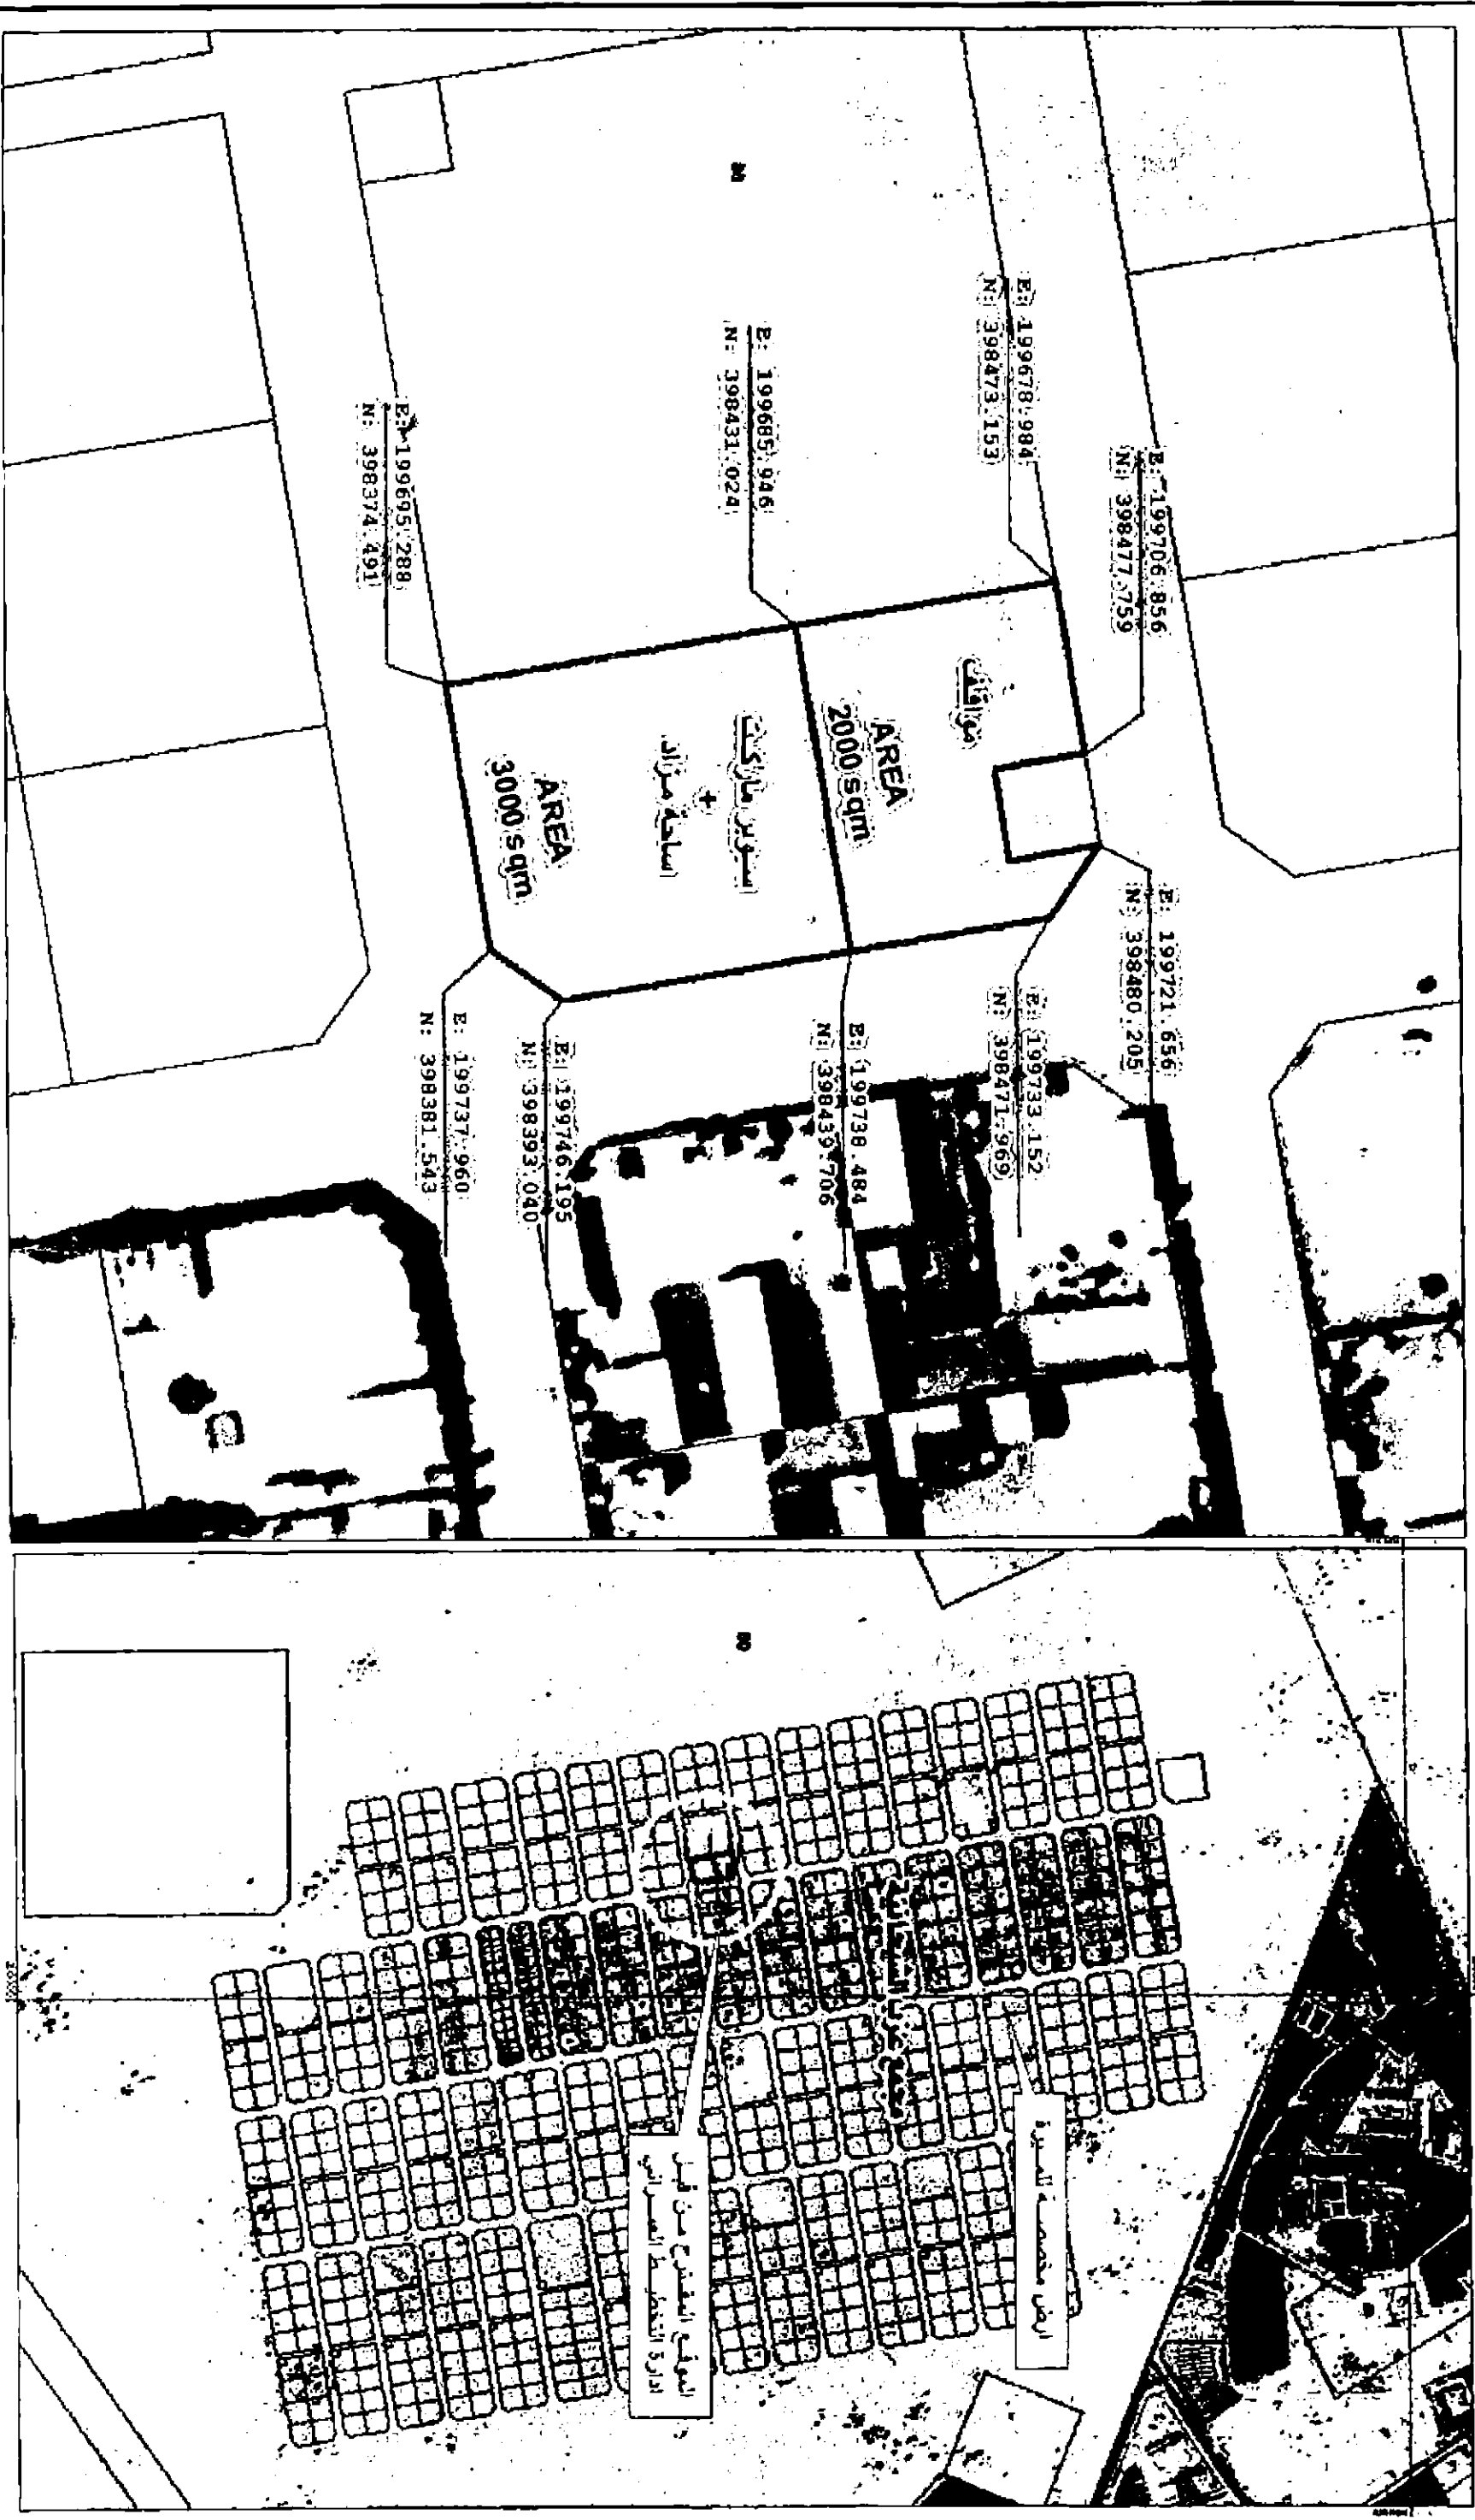 E: 199706.856
N: 398477.759
E: 199678.984
N: 398473.153
E: 199685.946
N: 398431.024
E: 199695.288
N: 398374.491
E: 199721.656
N: 398480.205
E: 199733.152
N: 398471.969
E: 199738.484
N: 398439.706
E: 199746.195
N: 398393.040
E: 199737.960
N: 398381.543
مواقف
AREA
2000 sqm
سوبر ماركت
+
ساحة مزاد
AREA
3000 sqm
ارض مخصصة للميرة
الموقع المقترح من قبل
ادارة التخطيط العمراني